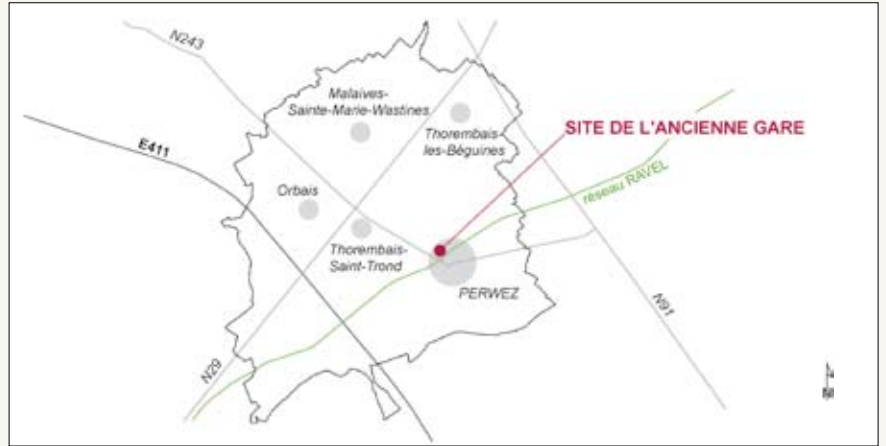 N243
Malaives-
Sainte-Marie-Wastines
Thorembais
les-Béguines
SITE DE L'ANCIENNE GARE
E411
réseau RAVEL
Orbais
Thorembais-
Saint-Trond
PERWEZ
N91
N29